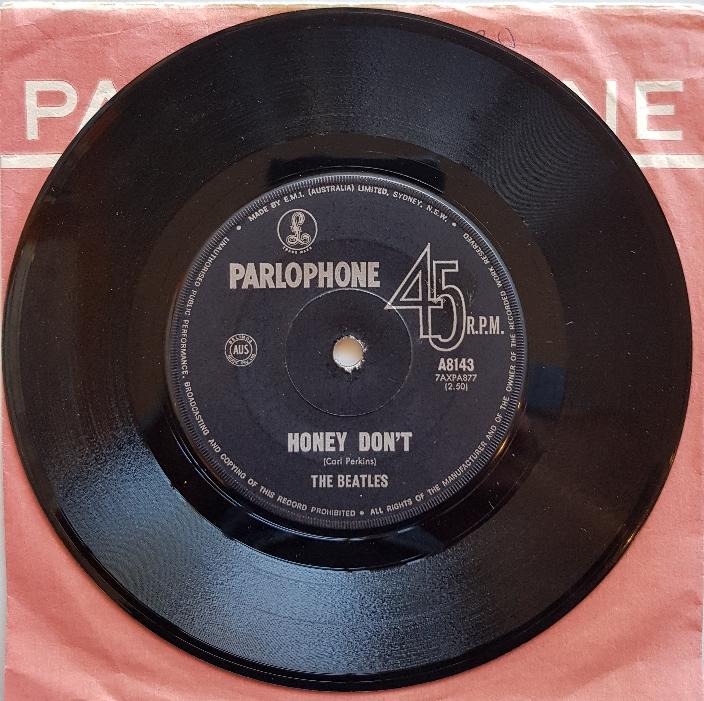 PA NE
MADE BY E.M.I. (AUSTRALIA) LIMITED, SYDNEY, N.S.W. •
UNAUTHORISED PUBLIC PERFORMANCE, BROADCASTING AND COPYING OF THIS RECORD PROHIBITED • ALL RIGHTS OF THE MANUFACTURER AND OF THE OWNER OF THE RECORDED WORK RESERVED
TRADE MARK
PARLOPHONE
45
R.P.M.
AUS
A8143
7AXPA877
(2.50)
HONEY DON'T
(Carl Perkins)
THE BEATLES